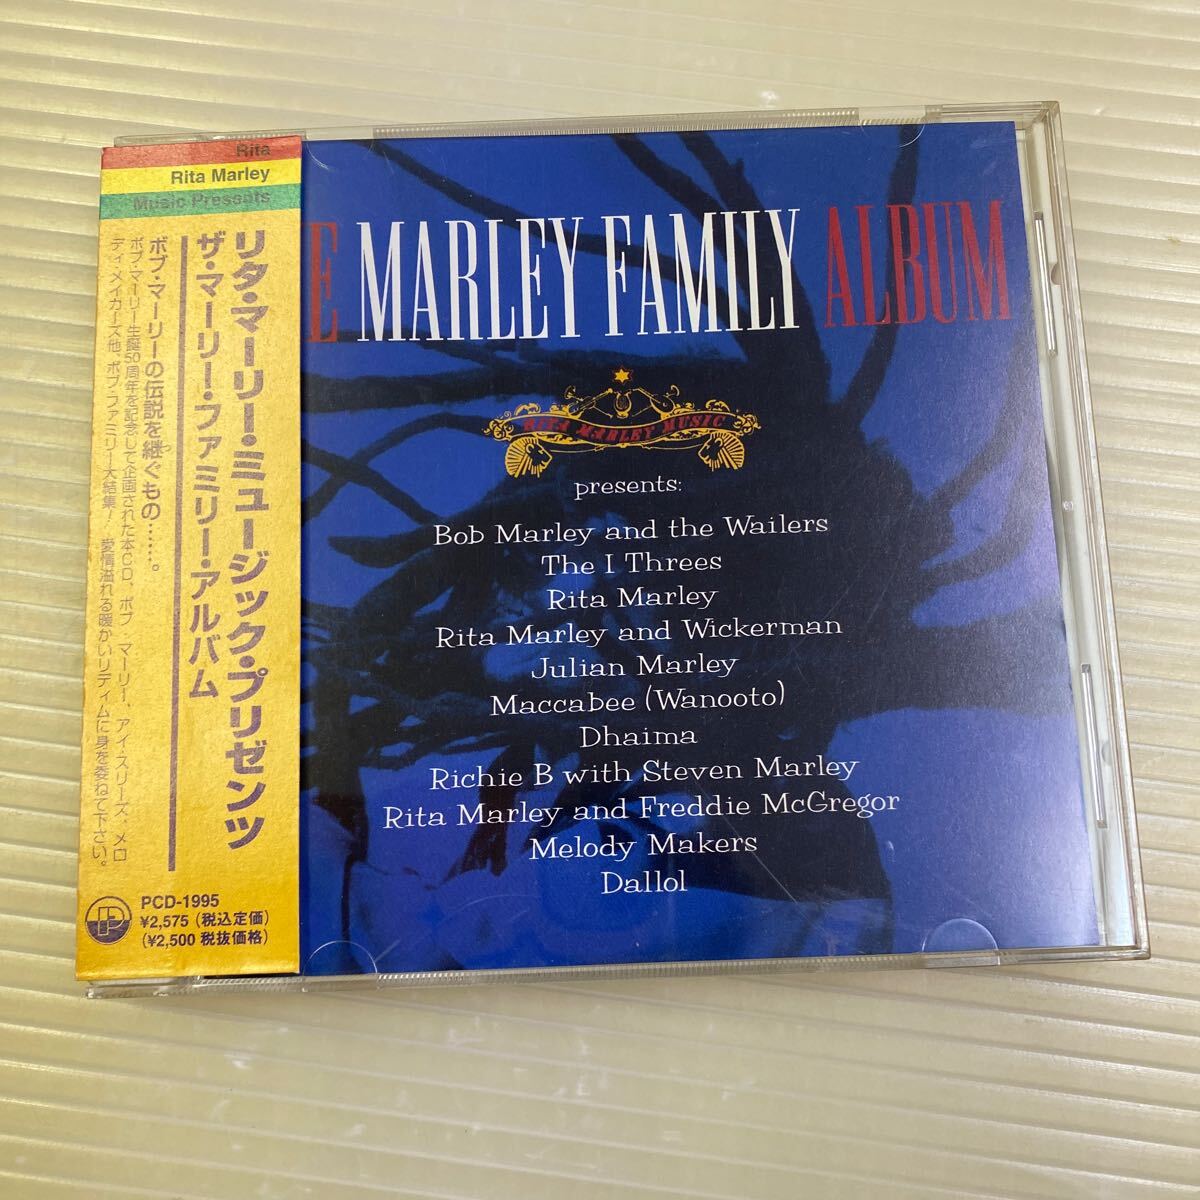 Rita
Rita Marley
Music Presents
リタ・マーリー・ミュージック・プリゼンツ
ザ・マーリー・ファミリー・アルバム
ボブ・マーリーの伝説を継ぐもの……。
ボブ・マーリー生誕50周年を記念して企画された本CD、ボブ・マーリー、アイ・スリーズ、メロ
ディ・メイカーズ他、ボブ・ファミリー大結集！ 愛情溢れる暖かいリディムに身を委ねて下さい。
PCD-1995
¥2,575 (税込定価)
(¥2,500 税抜価格)
E MARLEY FAMILY ALBUM
RITA MARLEY MUSIC
presents:
Bob Marley and the Wailers
The I Threes
Rita Marley
Rita Marley and Wickerman
Julian Marley
Maccabee (Wanooto)
Dhaima
Richie B with Steven Marley
Rita Marley and Freddie McGregor
Melody Makers
Dallol